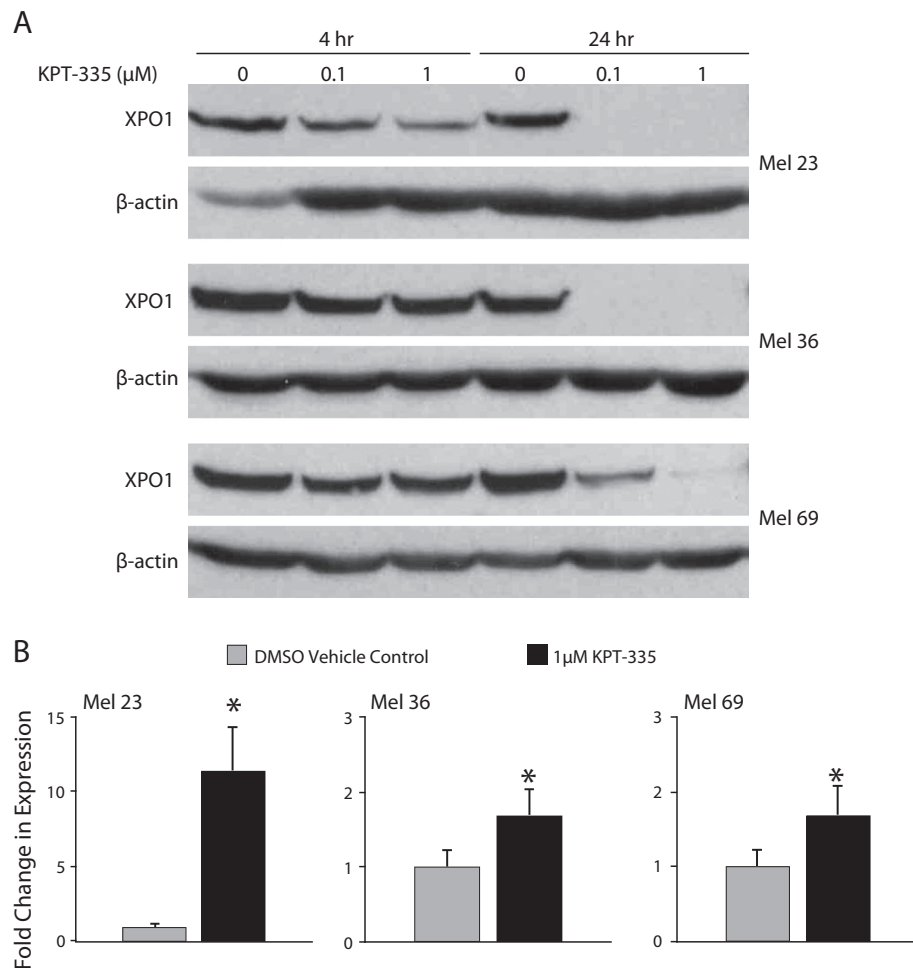 A
4 hr 24 hr
KPT-335 (μM) 0 0.1 1 0 0.1 1
XPO1
Mel 23
β-actin
XPO1
Mel 36
β-actin
XPO1
Mel 69
β-actin
B
DMSO Vehicle Control 1μM KPT-335
Fold Change in Expression
Mel 23
15
10
5
0
*
Mel 36
3
2
1
0
*
Mel 69
3
2
1
0
*